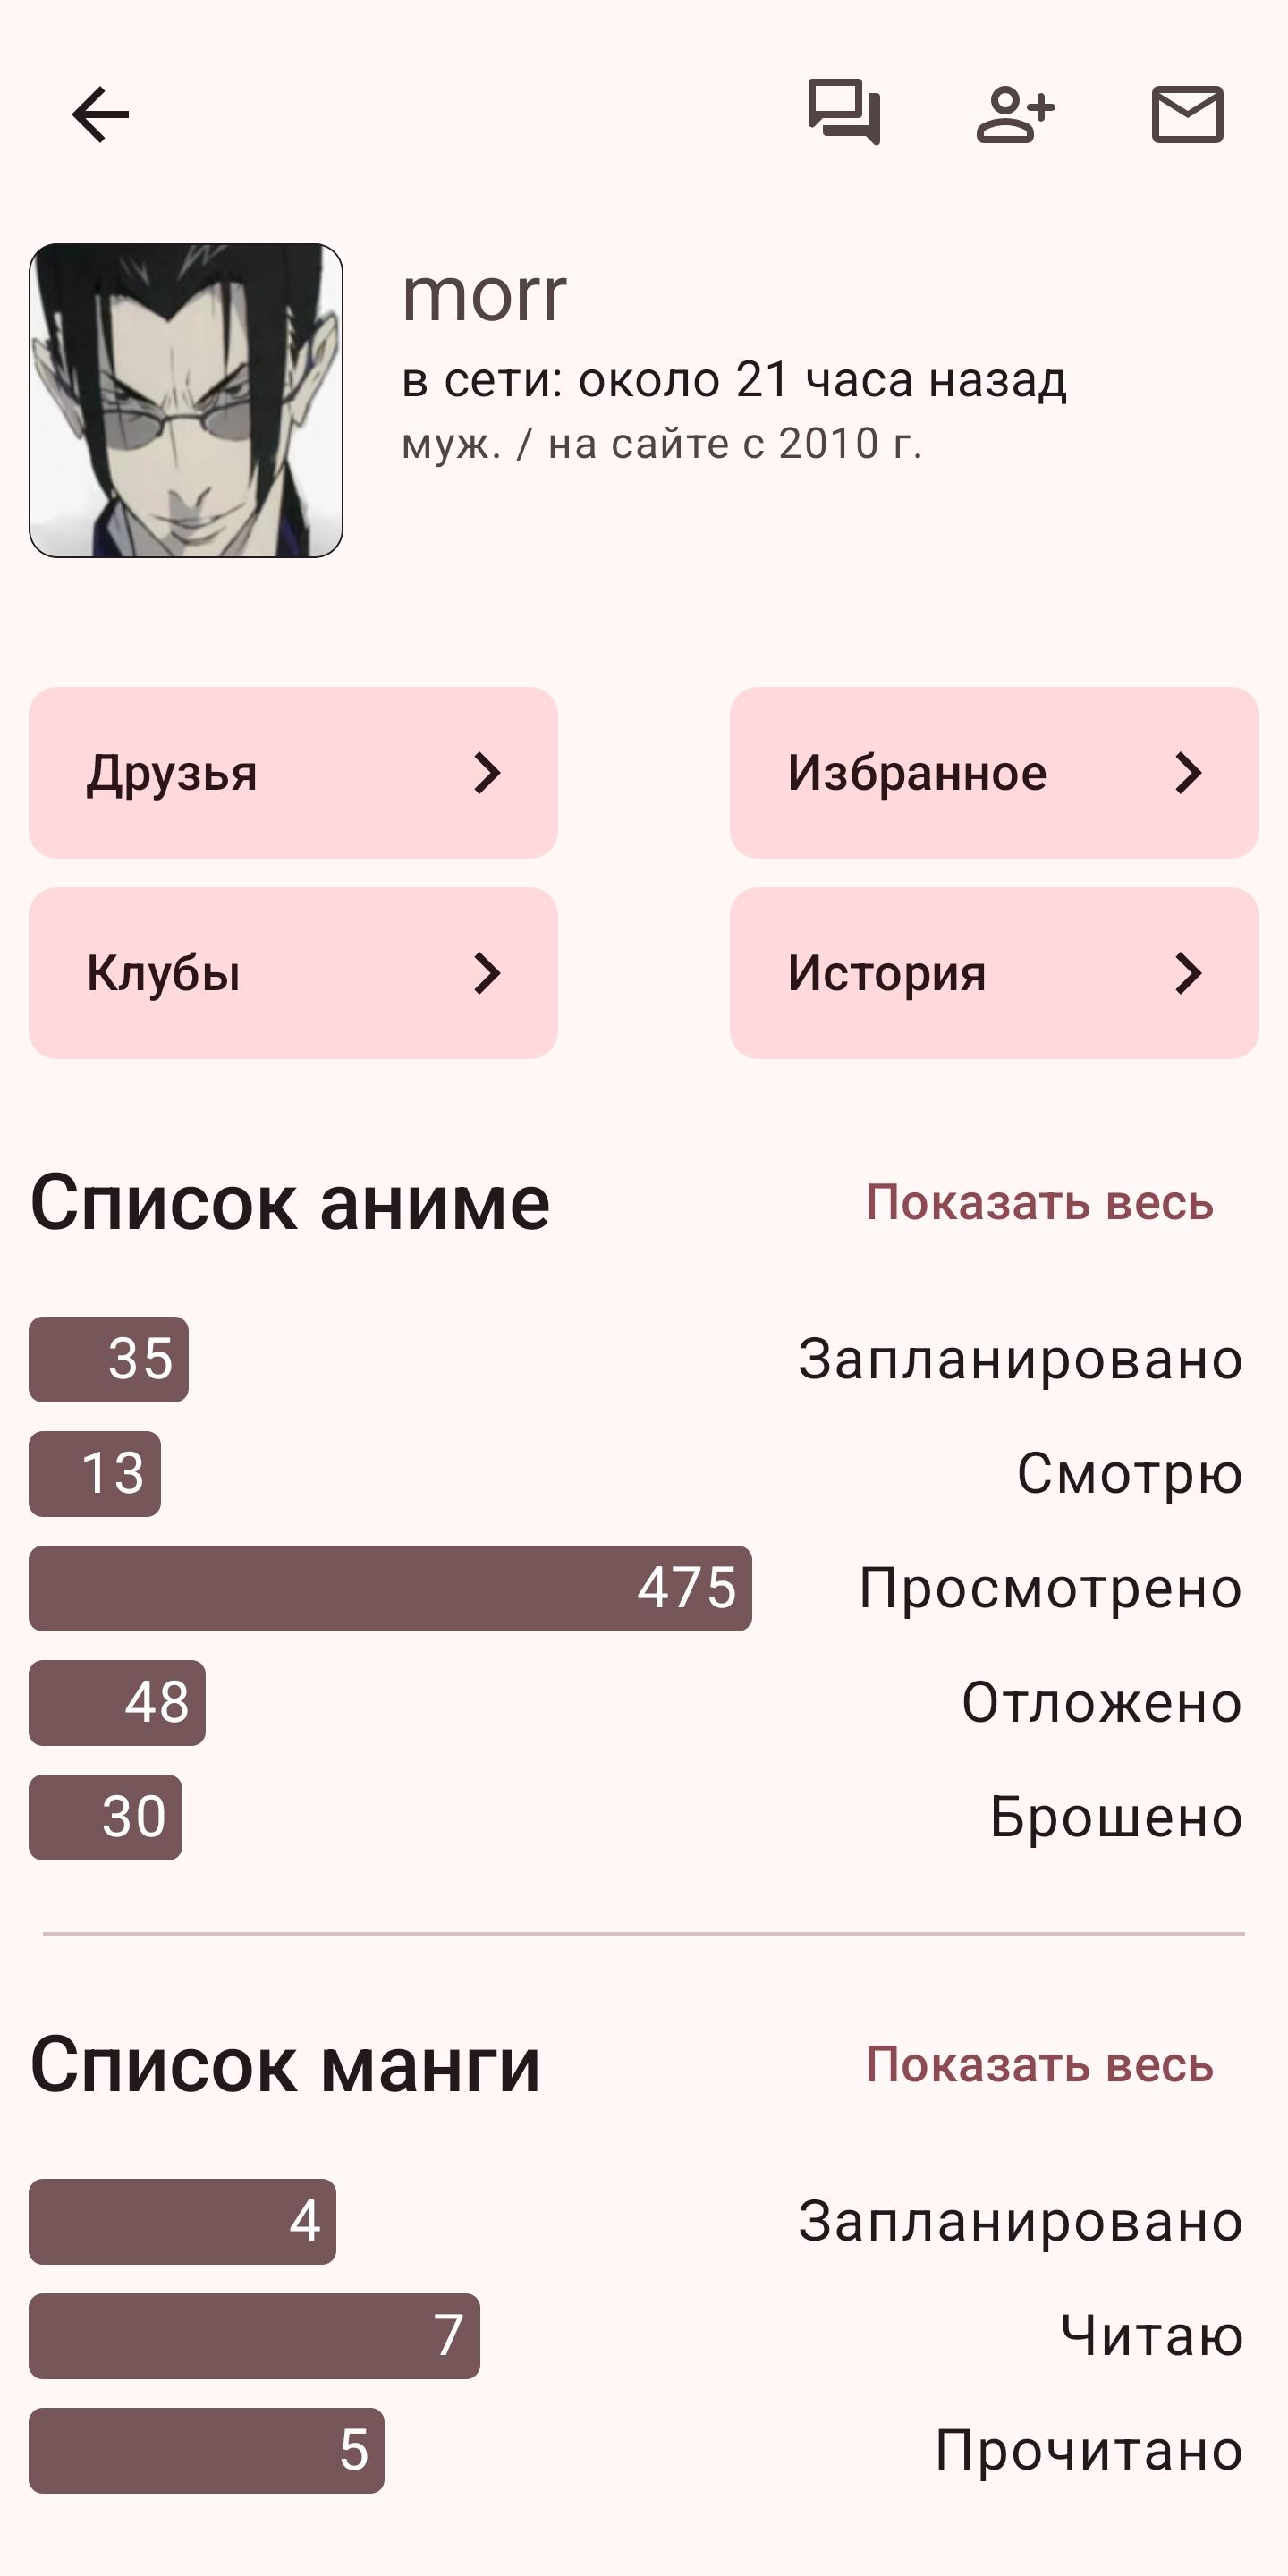 morr
в сети: около 21 часа назад
муж. / на сайте с 2010 г.
Друзья
Избранное
Клубы
История
Список аниме
Показать весь
35 Запланировано
13 Смотрю
475 Просмотрено
48 Отложено
30 Брошено
Список манги
Показать весь
4 Запланировано
7 Читаю
5 Прочитано